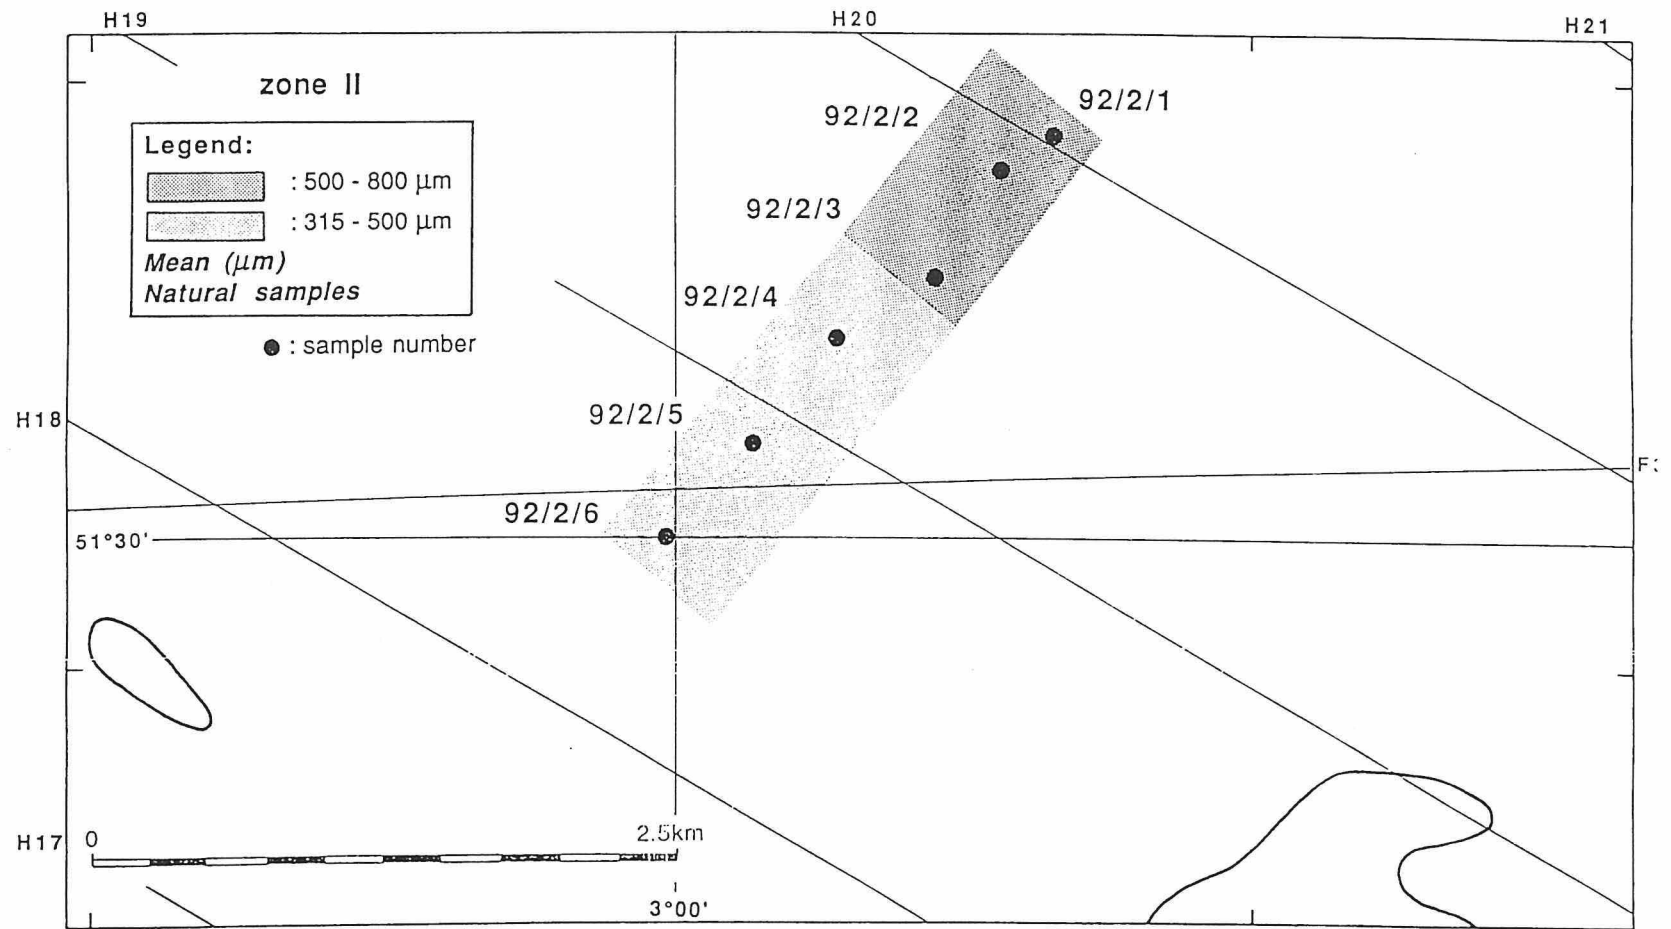 H19
H20
H21
zone II
92/2/1
92/2/2
Legend:
: 500 - 800 µm
: 315 - 500 µm
Mean (µm)
Natural samples
92/2/3
92/2/4
: sample number
92/2/5
H18
92/2/6
51°30'
H17
0
2.5km
3°00'